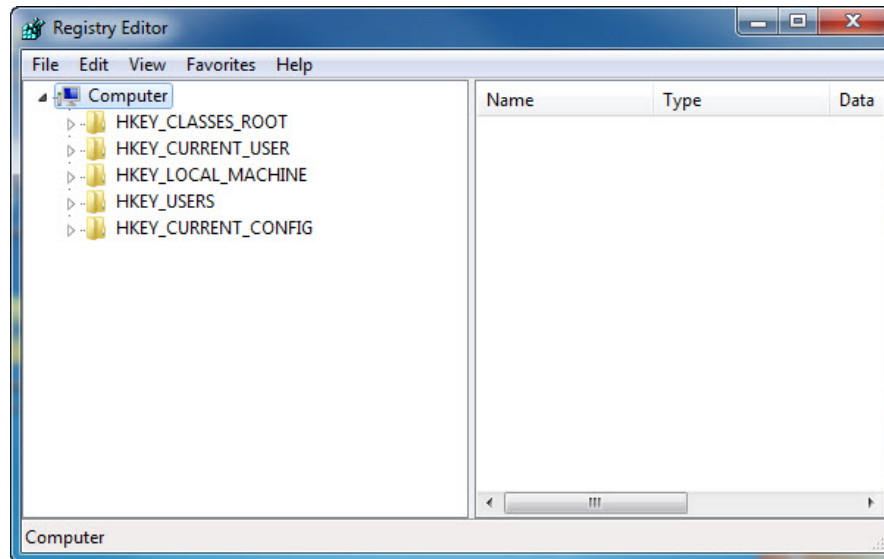 Registry Editor
File Edit View Favorites Help
Computer
HKEY_CLASSES_ROOT
HKEY_CURRENT_USER
HKEY_LOCAL_MACHINE
HKEY_USERS
HKEY_CURRENT_CONFIG
Name Type Data
Computer